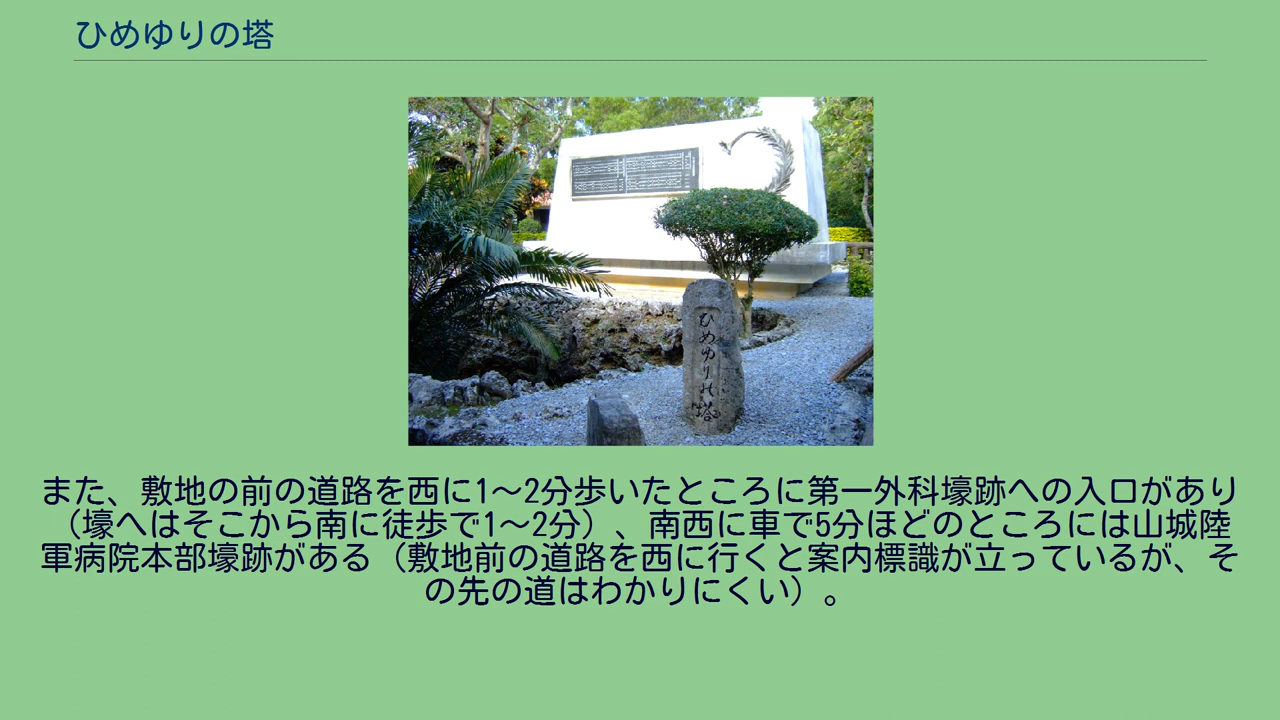 ひめゆりの塔
ひめゆりの塔
また、敷地の前の道路を西に1〜2分歩いたところに第一外科壕跡への入口があり
（壕へはそこから南に徒歩で1〜2分）、南西に車で5分ほどのところには山城陸
軍病院本部壕跡がある（敷地前の道路を西に行くと案内標識が立っているが、そ
の先の道はわかりにくい）。